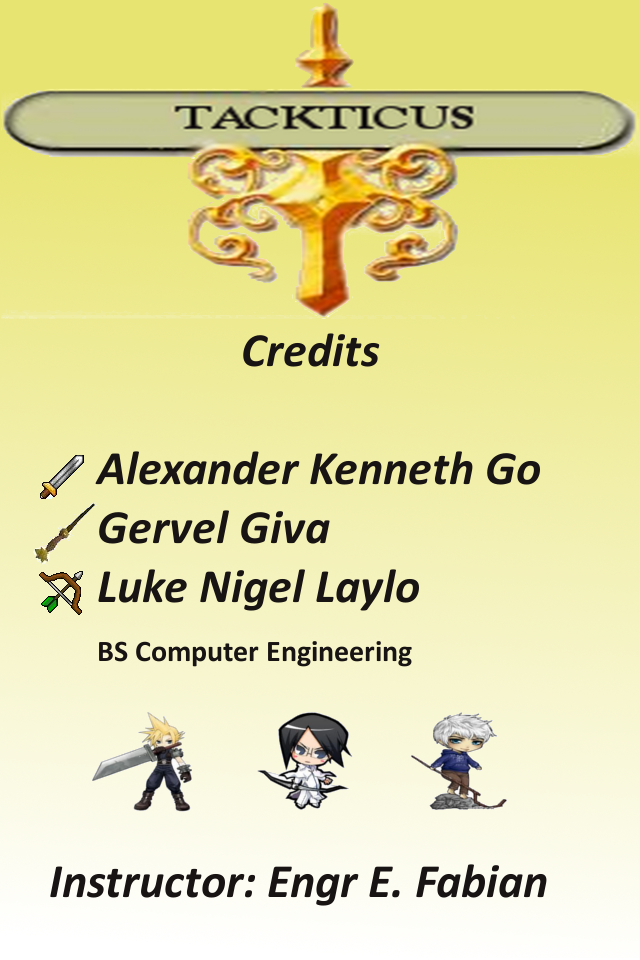 TACKTICUS
Credits
Alexander Kenneth Go
Gervel Giva
Luke Nigel Laylo
BS Computer Engineering
Instructor: Engr E. Fabian